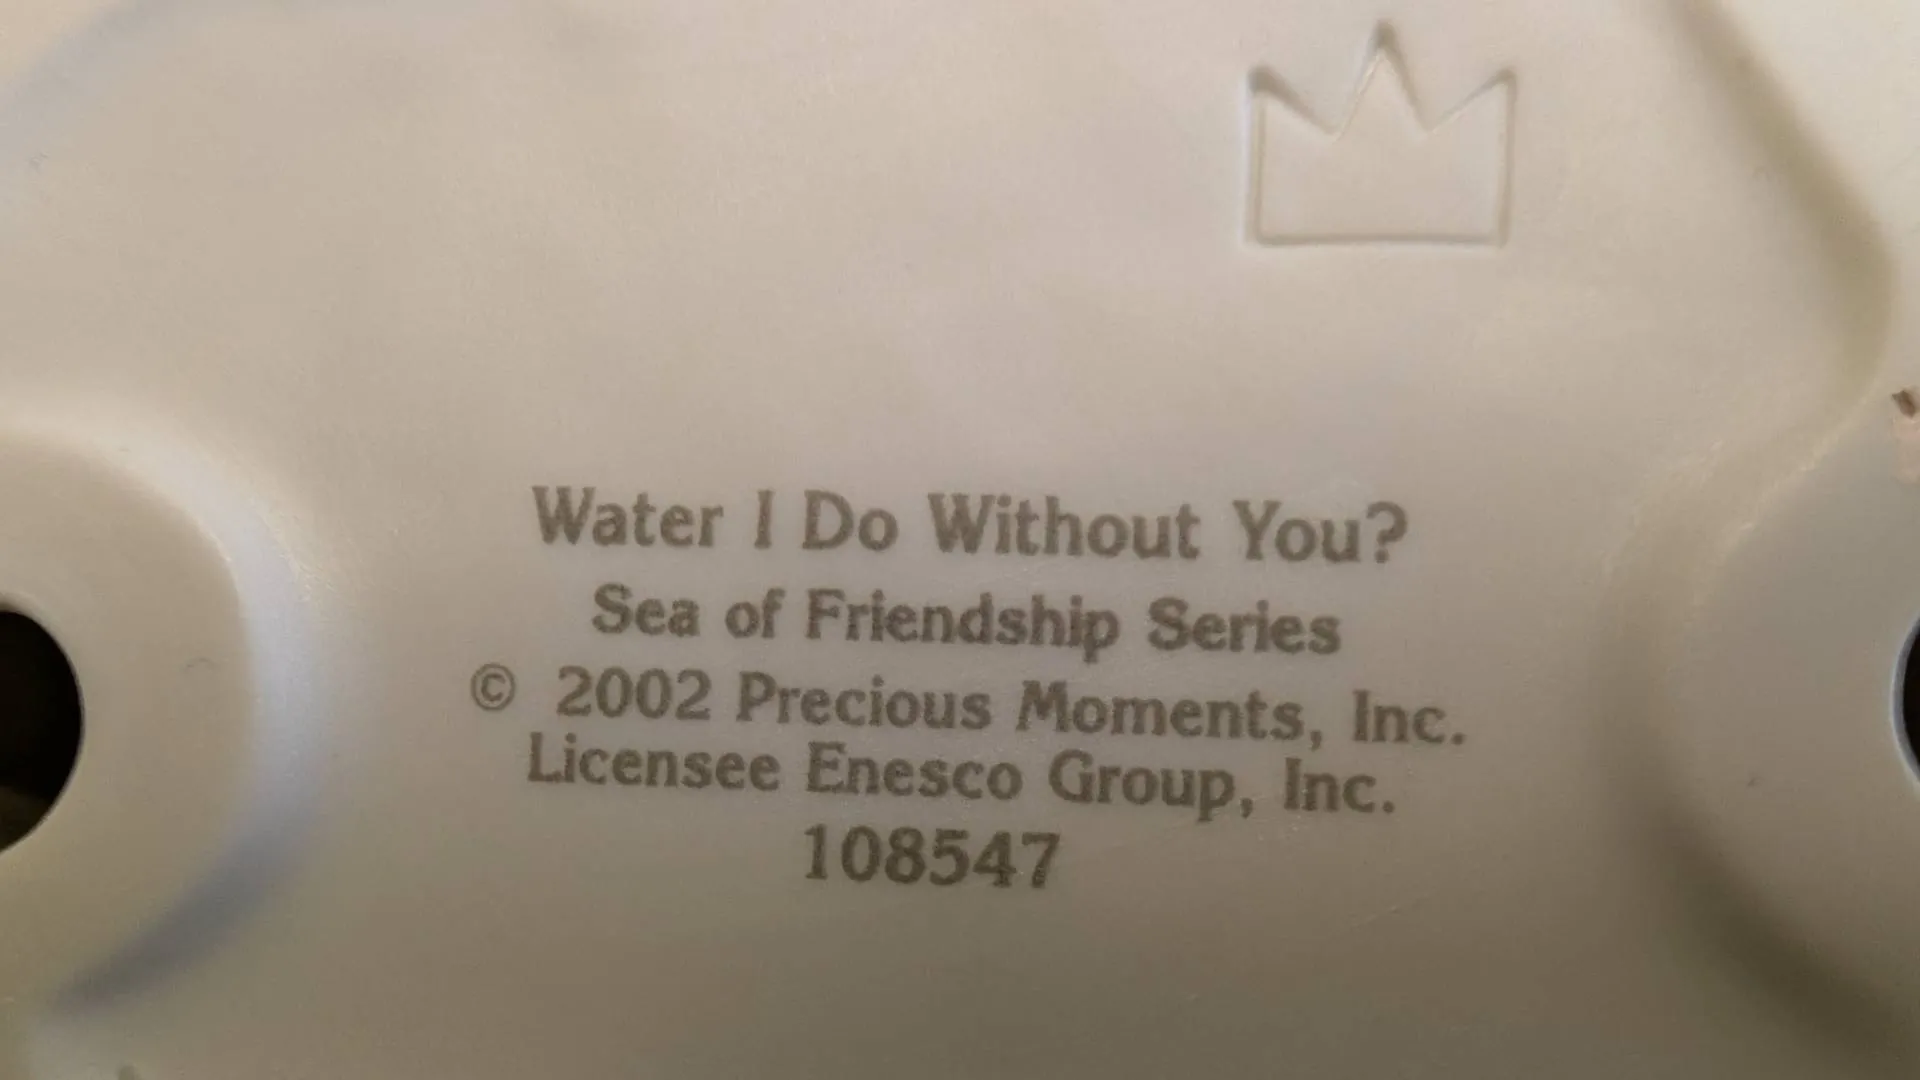 Water I Do Without You?
Sea of Friendship Series
© 2002 Precious Moments, Inc.
Licensee Enesco Group, Inc.
108547